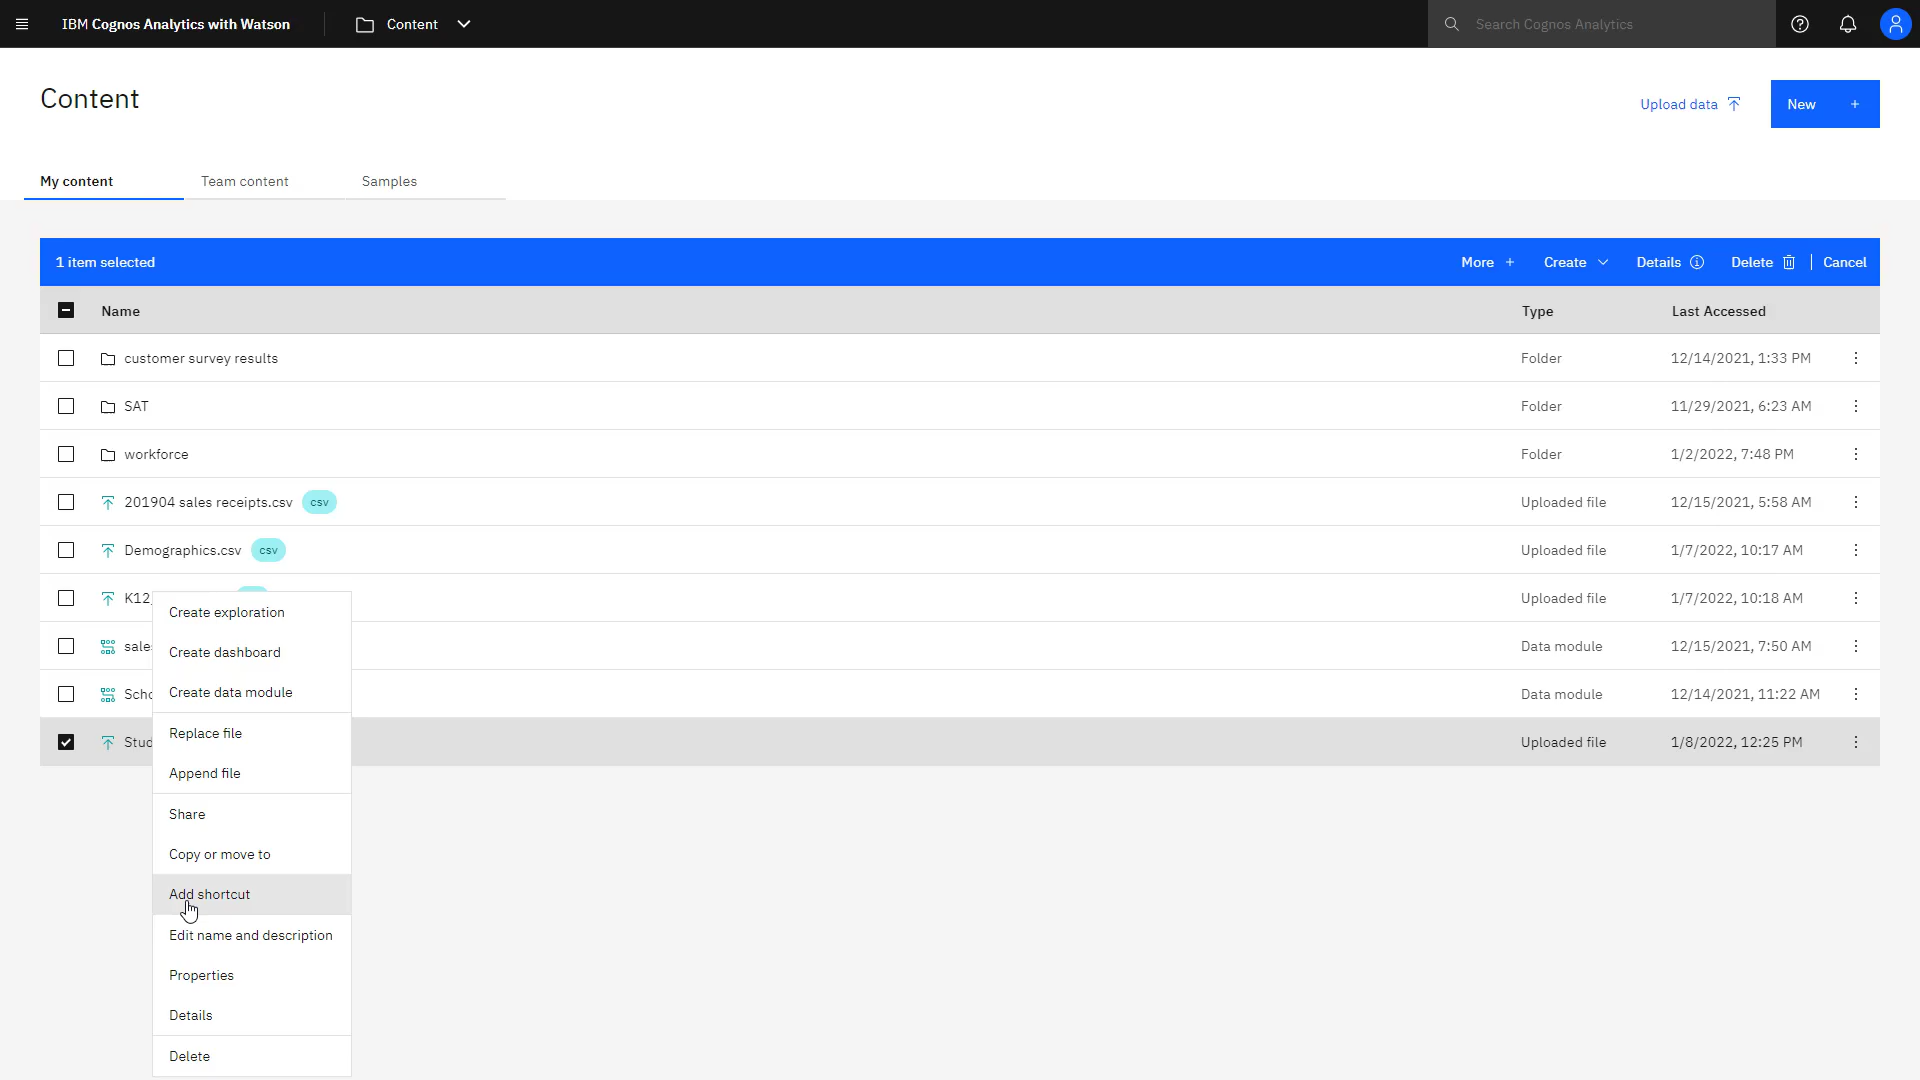 IBM Cognos Analytics with Watson
Content
Search Cognos Analytics
Content
Upload data
New +
My content
Team content
Samples
1 item selected
More +
Create
Details
Delete
Cancel
Name
Type
Last Accessed
customer survey results
Folder
12/14/2021, 1:33 PM
SAT
Folder
11/29/2021, 6:23 AM
workforce
Folder
1/2/2022, 7:48 PM
201904 sales receipts.csv
csv
Uploaded file
12/15/2021, 5:58 AM
Demographics.csv
csv
Uploaded file
1/7/2022, 10:17 AM
K12
Uploaded file
1/7/2022, 10:18 AM
sale
Data module
12/15/2021, 7:50 AM
Scho
Data module
12/14/2021, 11:22 AM
Stud
Uploaded file
1/8/2022, 12:25 PM
Create exploration
Create dashboard
Create data module
Replace file
Append file
Share
Copy or move to
Add shortcut
Edit name and description
Properties
Details
Delete